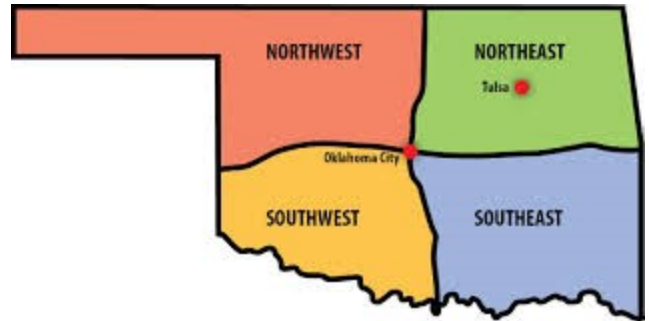 NORTHWEST
NORTHEAST
Tulsa
Oklahoma City
SOUTHWEST
SOUTHEAST